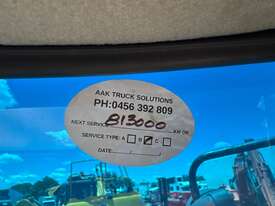 AAK TRUCK SOLUTIONS
PH:0456 392 809
NEXT SERVICE 813000 KM OR
SERVICE TYPE: A B C
DATE